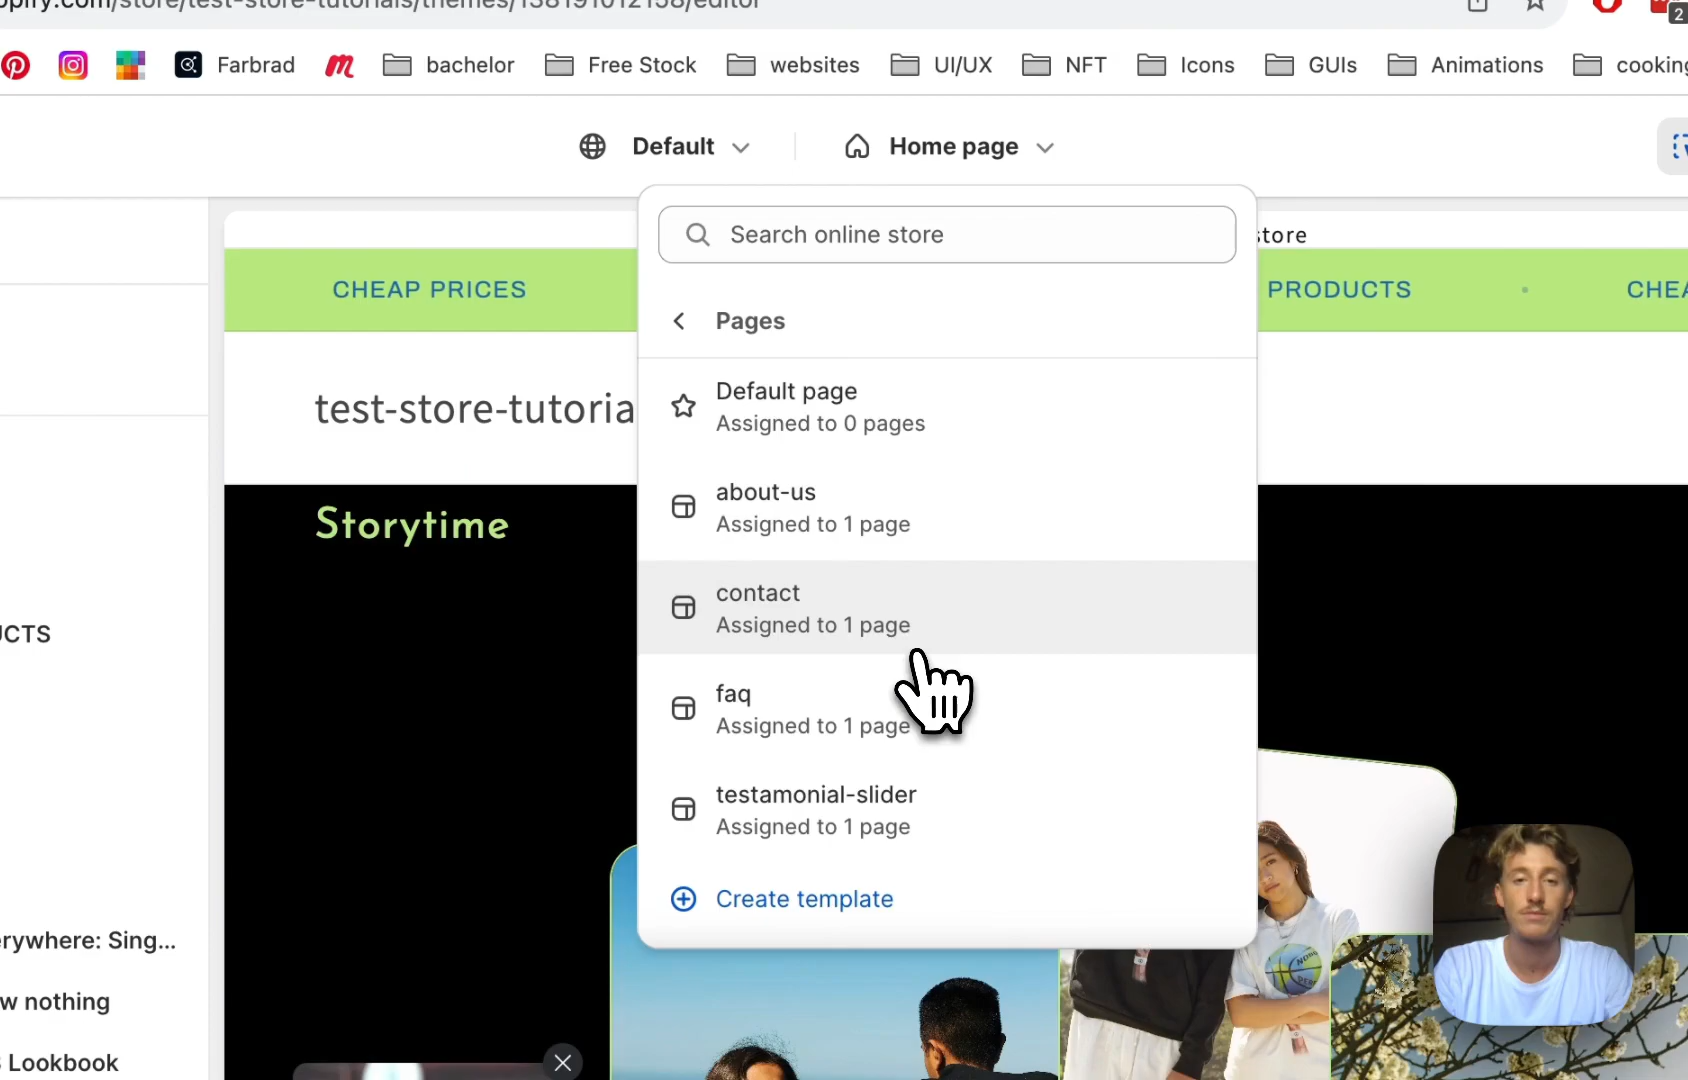 opify.com/store/test-store-tutorials/themes/138191012158/editor
2
Farbrad
bachelor
Free Stock
websites
UI/UX
NFT
Icons
GUIs
Animations
cooking
Default
Home page
Search online store
store
CHEAP PRICES
PRODUCTS
CHEA
Pages
Default page
Assigned to 0 pages
test-store-tutoria
about-us
Assigned to 1 page
Storytime
contact
Assigned to 1 page
UCTS
faq
Assigned to 1 page
testamonial-slider
Assigned to 1 page
Create template
erywhere: Sing...
w nothing
Lookbook